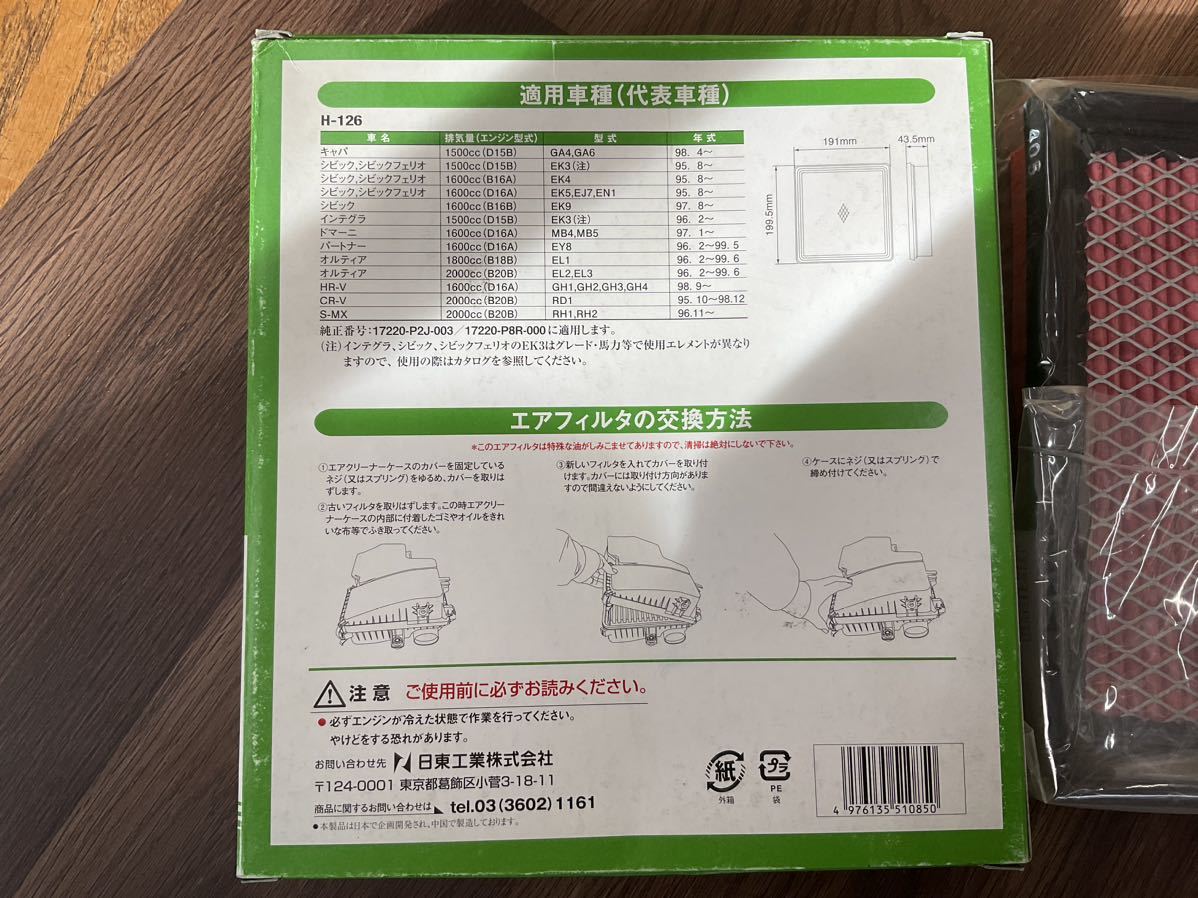 適用車種(代表車種)
H-126
車名 排気量(エンジン型式) 型式 年式
キャパ 1500cc(D15B) GA4,GA6 98. 4〜
シビック,シビックフェリオ 1500cc(D15B) EK3(注) 95. 8〜
シビック,シビックフェリオ 1600cc(B16A) EK4 95. 8〜
シビック,シビックフェリオ 1600cc(D16A) EK5,EJ7,EN1 95. 8〜
シビック 1600cc(B16B) EK9 97. 8〜
インテグラ 1500cc(D15B) EK3(注) 96. 2〜
ドマーニ 1600cc(D16A) MB4,MB5 97. 1〜
パートナー 1600cc(D16A) EY8 96. 2〜99. 5
オルティア 1800cc(B18B) EL1 96. 2〜99. 6
オルティア 2000cc(B20B) EL2,EL3 96. 2〜99. 6
HR-V 1600cc(D16A) GH1,GH2,GH3,GH4 98. 9〜
CR-V 2000cc(B20B) RD1 95. 10〜98.12
S-MX 2000cc(B20B) RH1,RH2 96.11〜
純正番号:17220-P2J-003/17220-P8R-000に適用します。
(注)インテグラ、シビック、シビックフェリオのEK3はグレード・馬力等で使用エレメントが異なり
ますので、使用の際はカタログを参照してください。
191mm
43.5mm
199.5mm
エアフィルタの交換方法
*このエアフィルタは特殊な油がしみこませてありますので、清掃は絶対にしないで下さい。
①エアクリーナーケースのカバーを固定している
ネジ(又はスプリング)をゆるめ、カバーを取りは
ずします。
②古いフィルタを取りはずします。この時エアクリ
ーナーケースの内部に付着したゴミやオイルをきれ
いな布等でふき取ってください。
③新しいフィルタを入れてカバーを取り付
けます。カバーには取り付け方向がありま
すので間違えないようにしてください。
④ケースにネジ(又はスプリング)で
締め付けてください。
注意 ご使用前に必ずお読みください。
●必ずエンジンが冷えた状態で作業を行ってください。
やけどをする恐れがあります。
お問い合わせ先 日東工業株式会社
〒124-0001 東京都葛飾区小菅3-18-11
商品に関するお問い合わせは tel.03(3602)1161
●本製品は日本で企画開発され、中国で製造しております。
紙
外箱
プラ
PE
袋
4 976135 510850